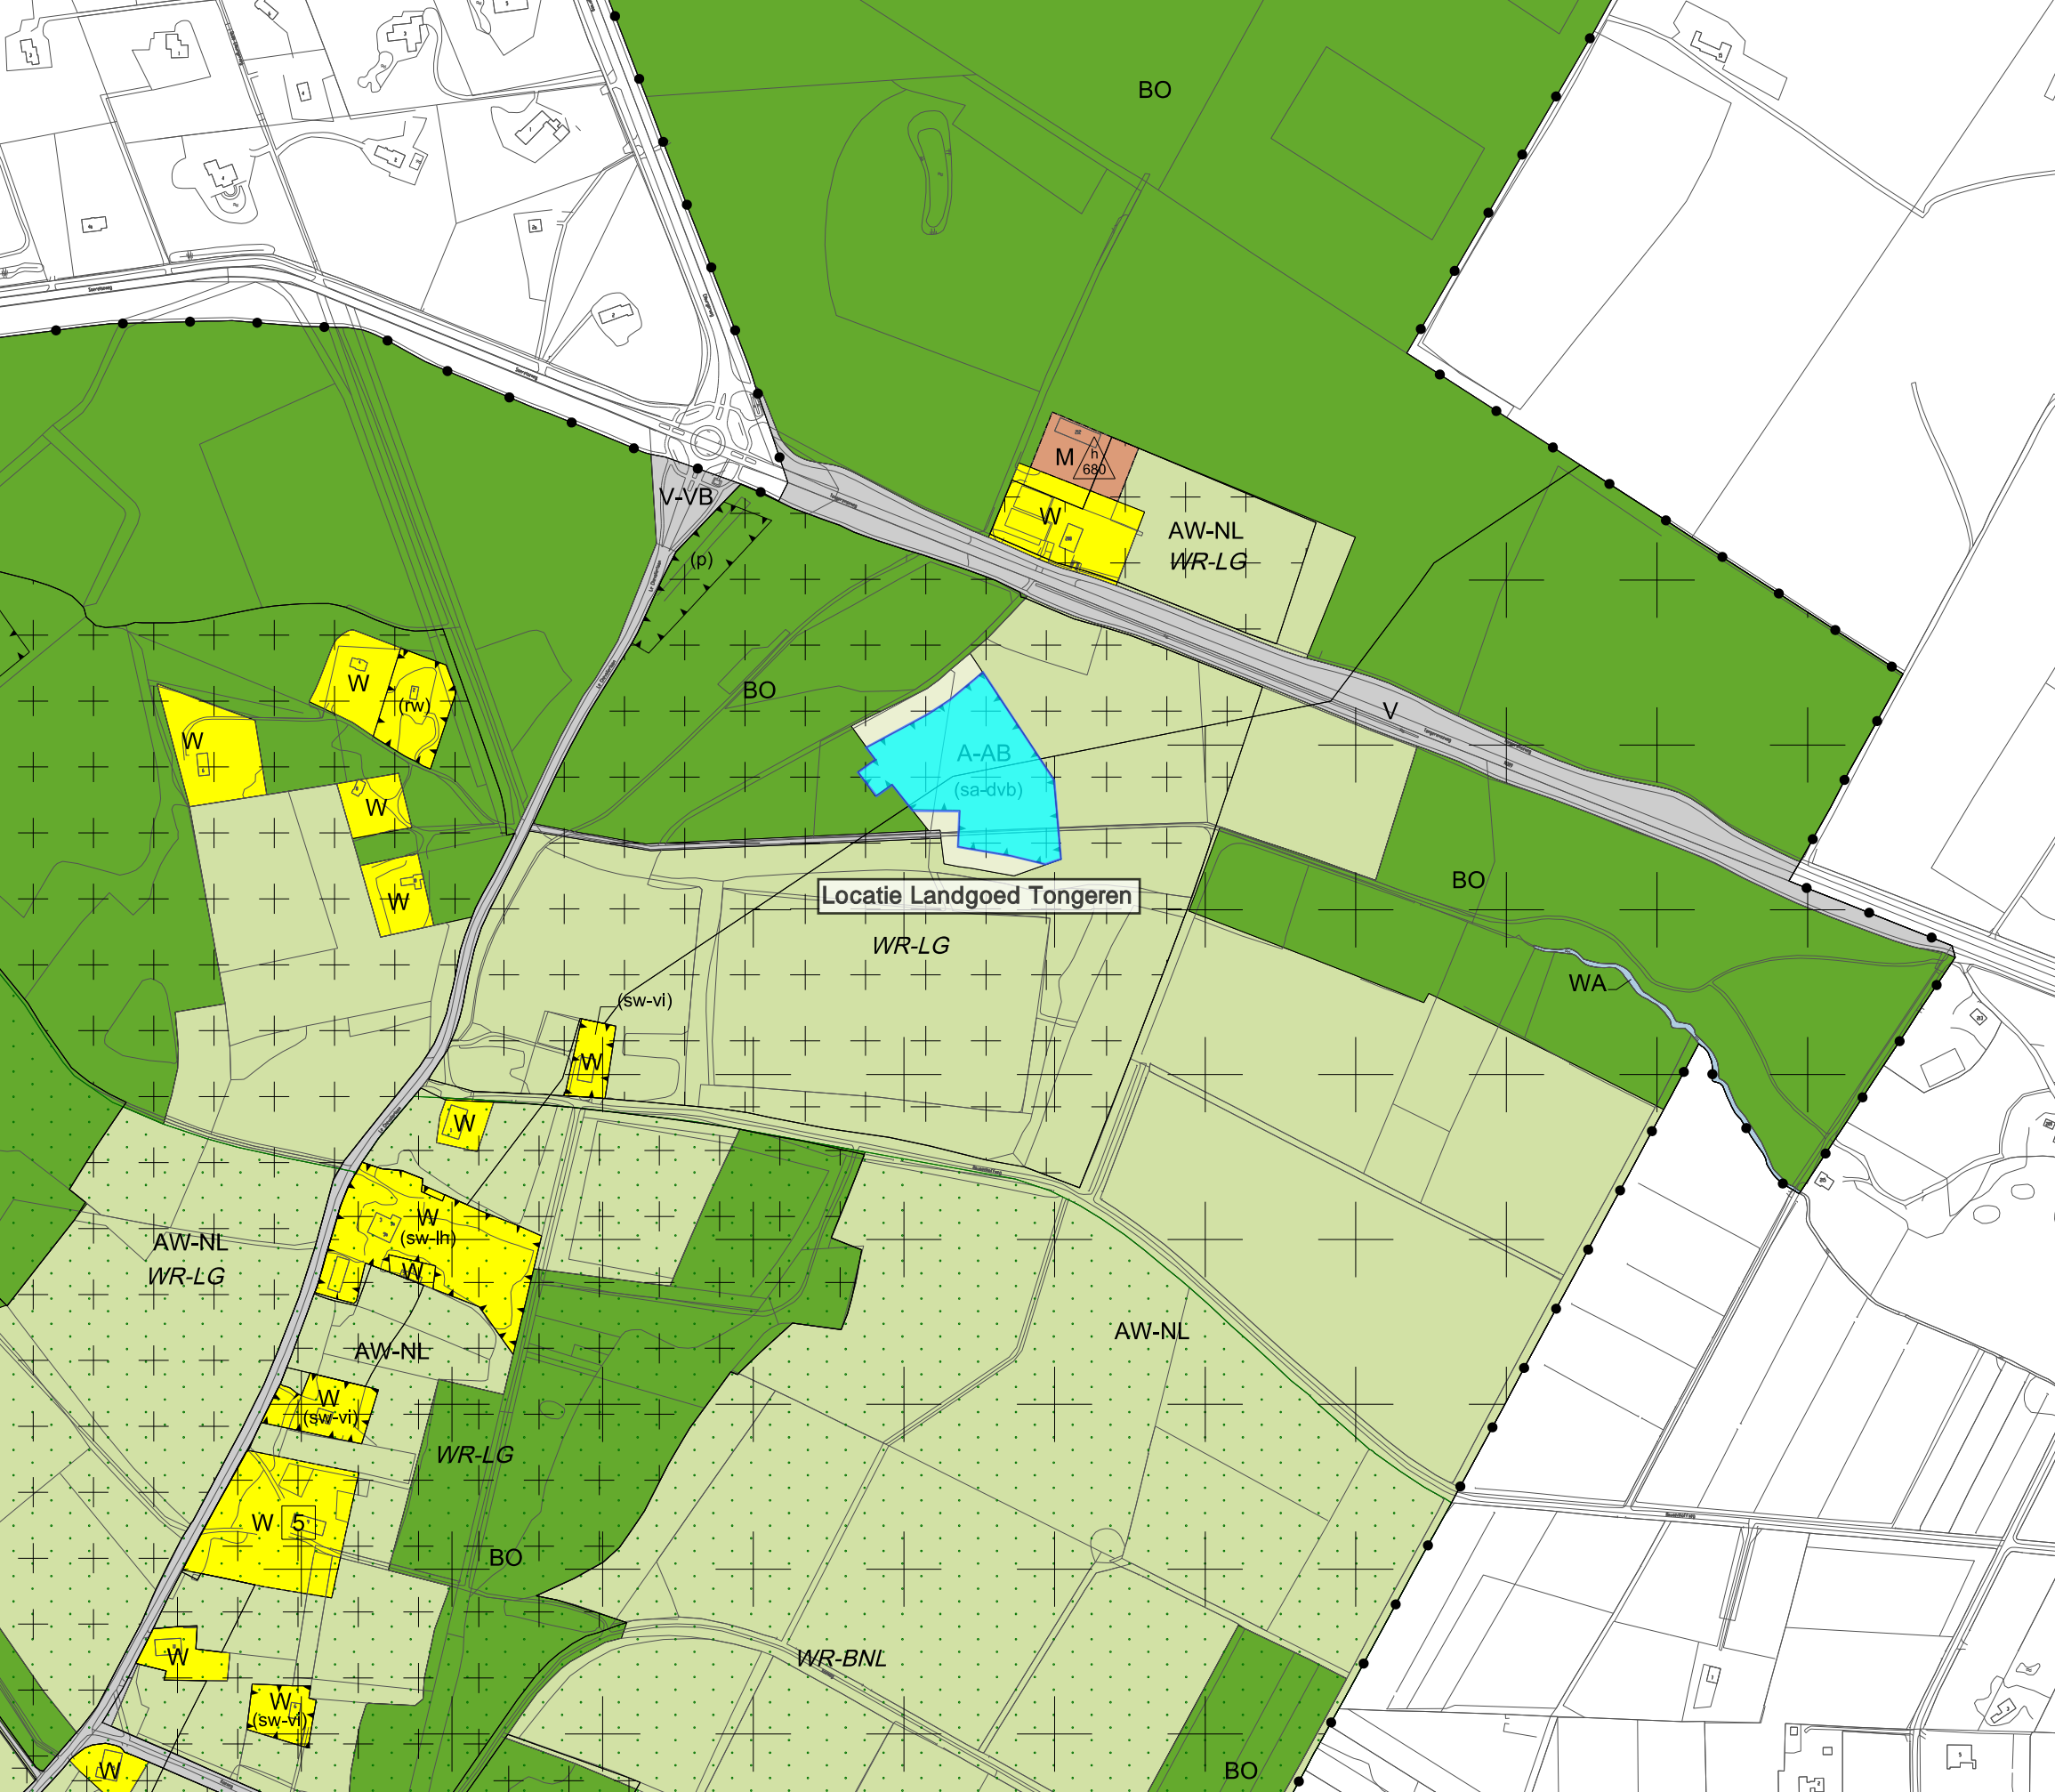 BO
M
h
680
V-VB
W
AW-NL
WR-LG
(p)
W
(rw)
BO
V
W
A-AB
(sa-dvb)
W
W
BO
Locatie Landgoed Tongeren
WR-LG
WA
(sw-vi)
W
W
W
(sw-lh)
AW-NL
WR-LG
W
AW-NL
AW-NL
W
(sw-vi)
WR-LG
W 5
BO
W
WR-BNL
W
(sw-vi)
W
BO